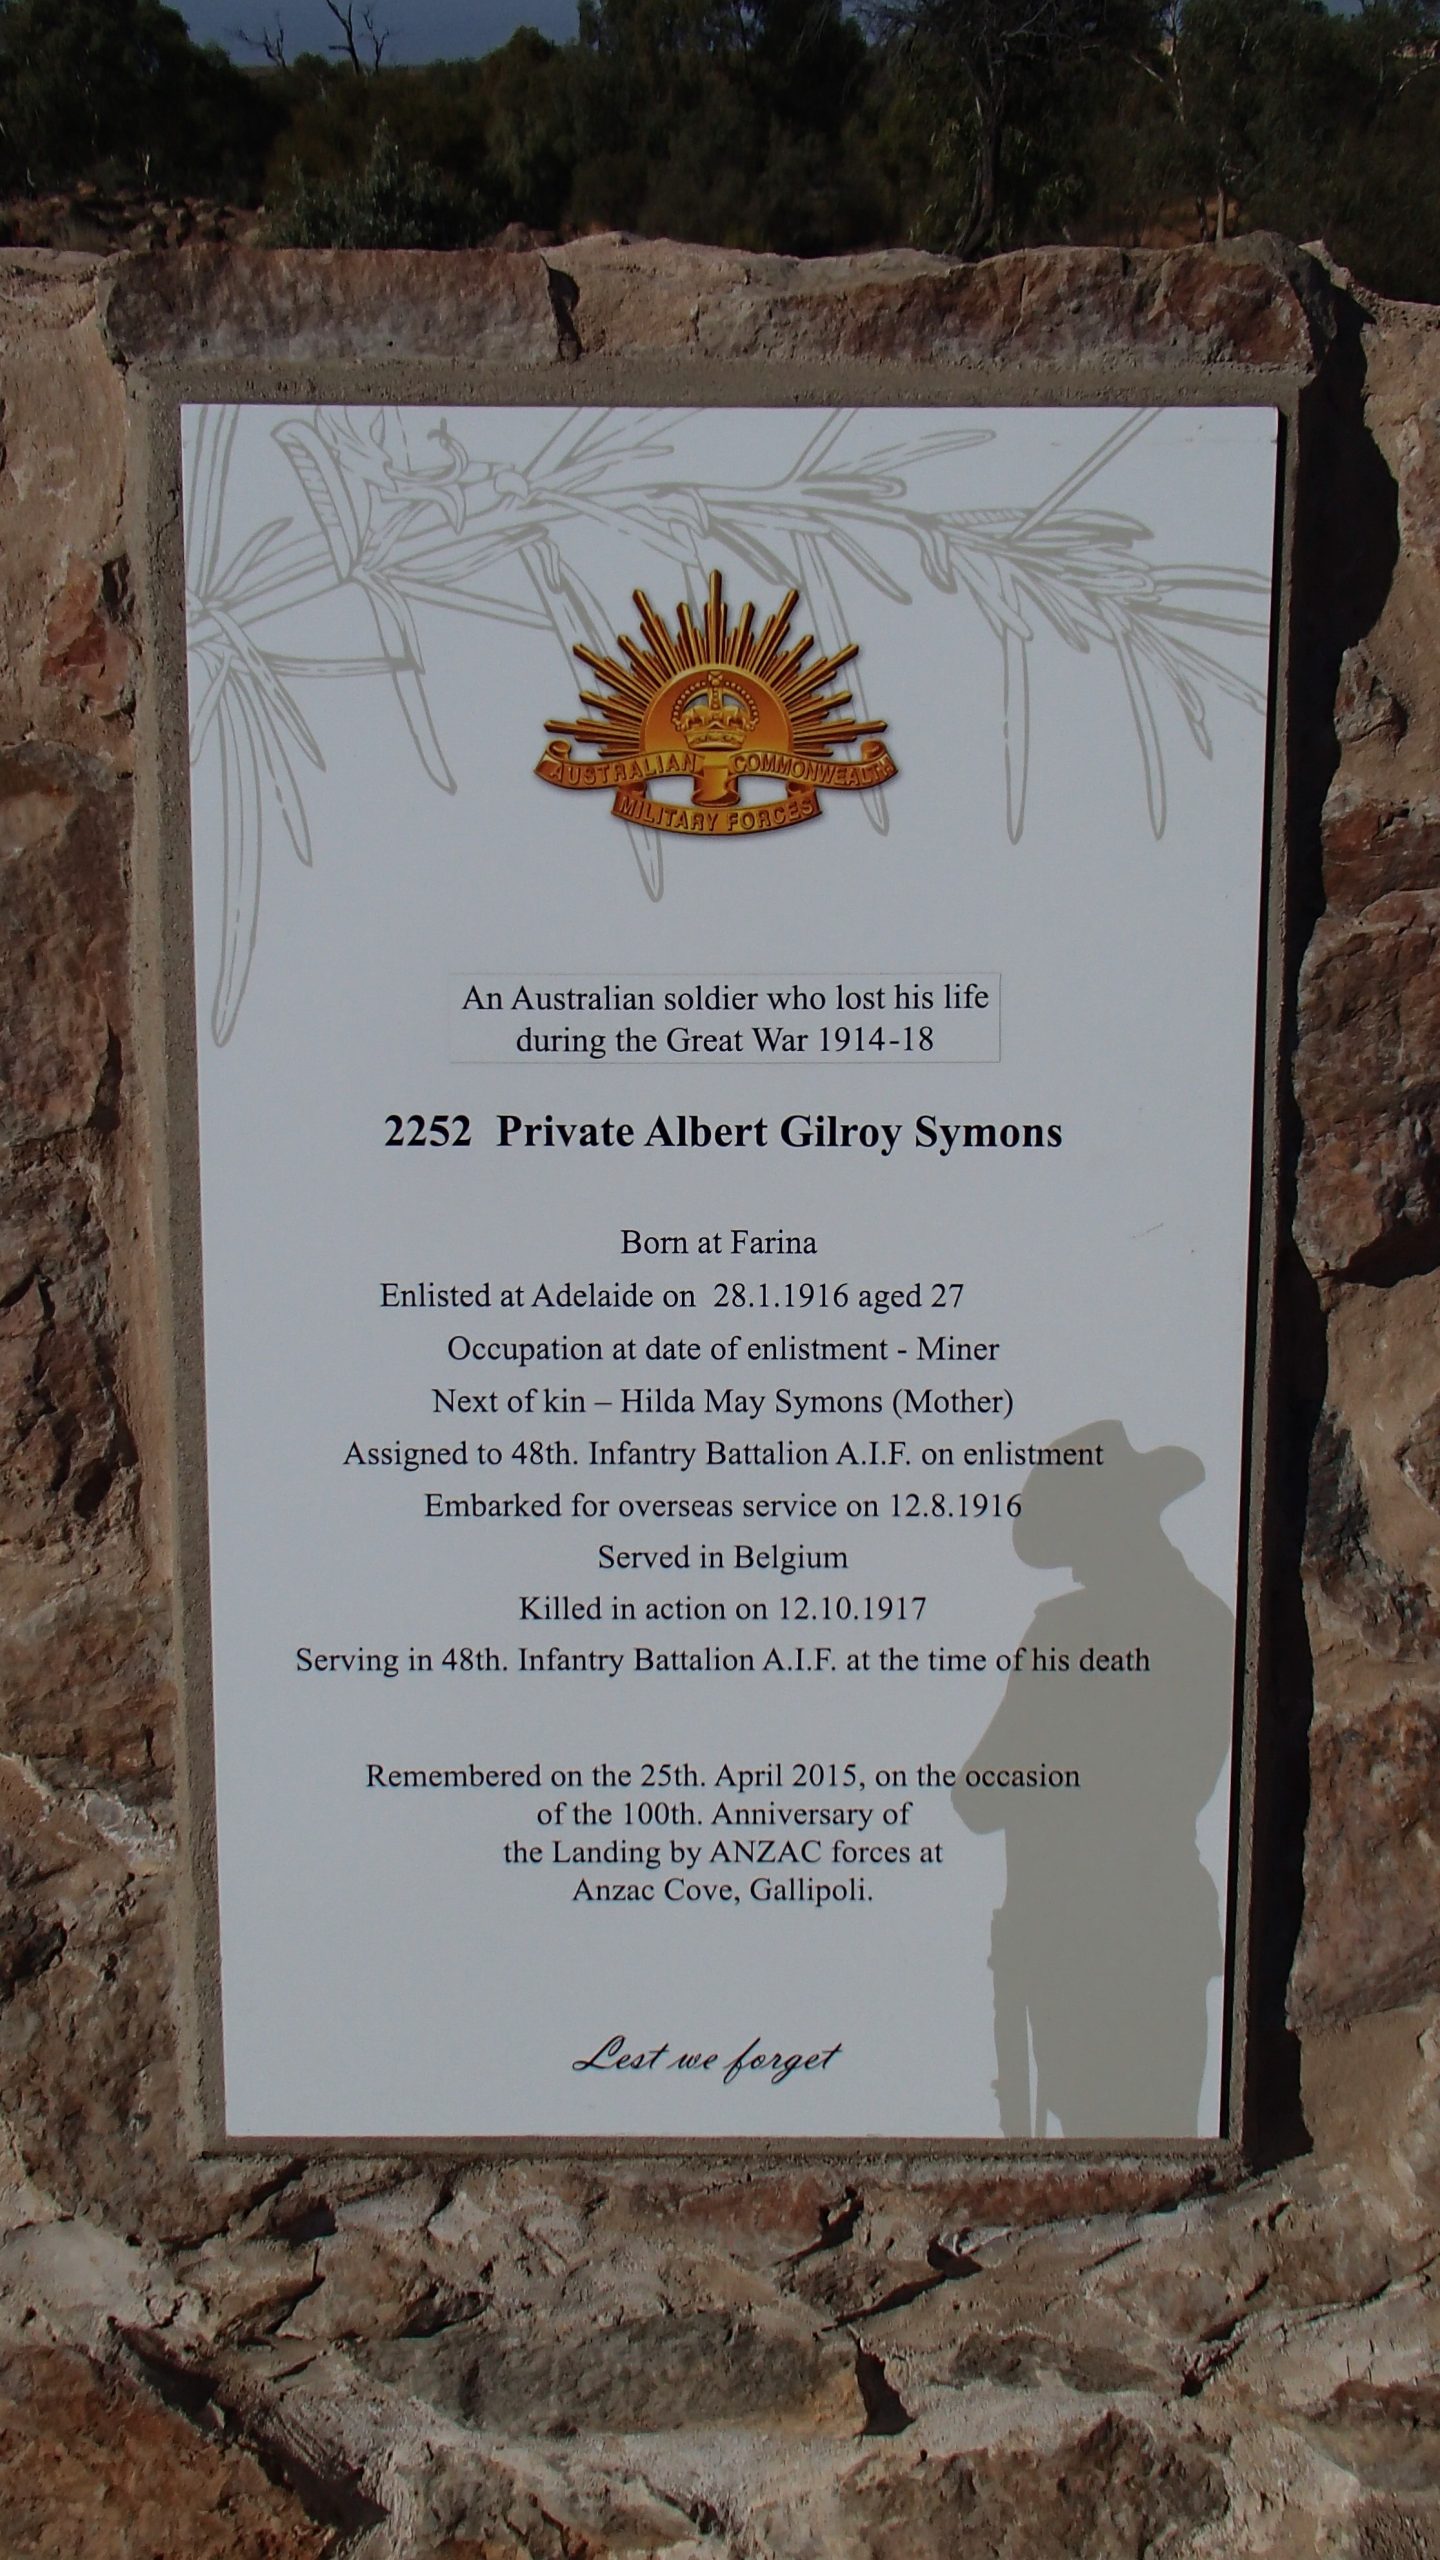 AUSTRALIAN COMMONWEALTH
MILITARY FORCES
An Australian soldier who lost his life
during the Great War 1914-18
2252 Private Albert Gilroy Symons
Born at Farina
Enlisted at Adelaide on 28.1.1916 aged 27
Occupation at date of enlistment - Miner
Next of kin – Hilda May Symons (Mother)
Assigned to 48th. Infantry Battalion A.I.F. on enlistment
Embarked for overseas service on 12.8.1916
Served in Belgium
Killed in action on 12.10.1917
Serving in 48th. Infantry Battalion A.I.F. at the time of his death
Remembered on the 25th. April 2015, on the occasion
of the 100th. Anniversary of
the Landing by ANZAC forces at
Anzac Cove, Gallipoli.
Lest we forget